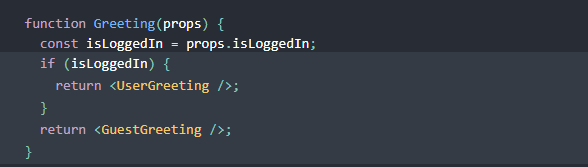 function Greeting(props) {
  const isLoggedIn = props.isLoggedIn;
  if (isLoggedIn) {
    return <UserGreeting />;
  }
  return <GuestGreeting />;
}